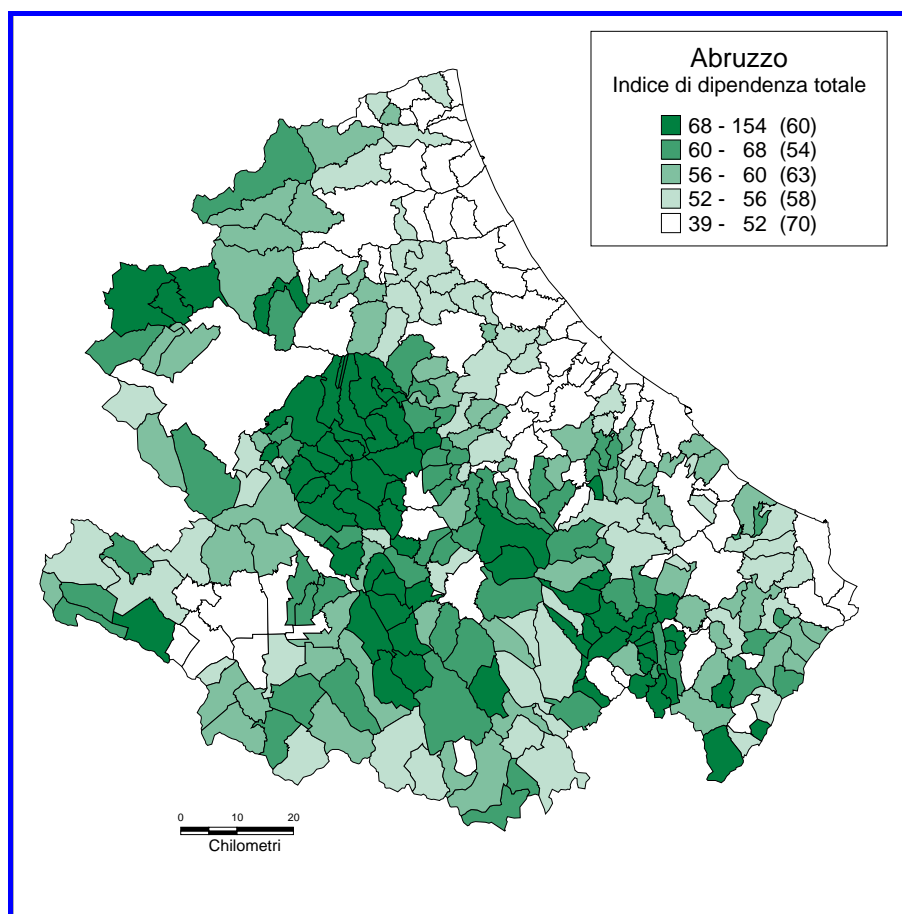 Abruzzo
Indice di dipendenza totale
68 - 154 (60)
60 - 68 (54)
56 - 60 (63)
52 - 56 (58)
39 - 52 (70)
0 10 20
Chilometri